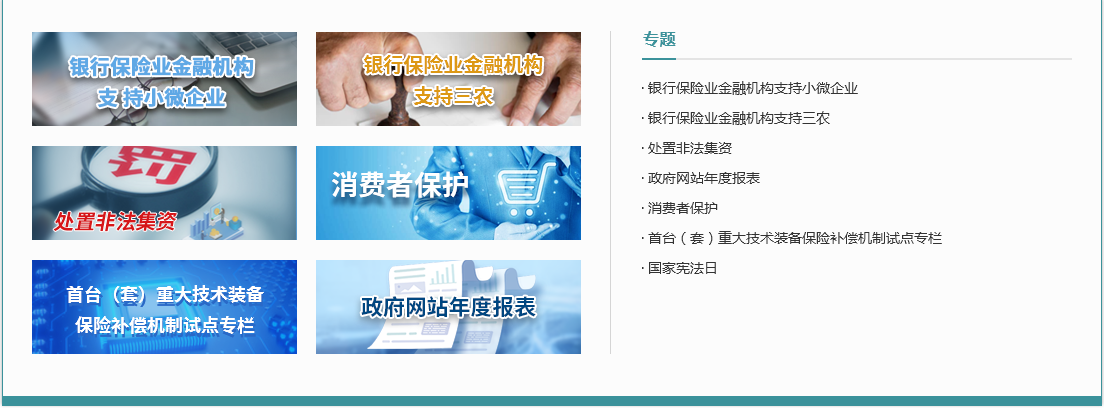 银行保险业金融机构
支 持小微企业
银行保险业金融机构
支持三农
罚
处置非法集资
消费者保护
首台（套）重大技术装备
保险补偿机制试点专栏
政府网站年度报表
专题
· 银行保险业金融机构支持小微企业
· 银行保险业金融机构支持三农
· 处置非法集资
· 政府网站年度报表
· 消费者保护
· 首台（套）重大技术装备保险补偿机制试点专栏
· 国家宪法日